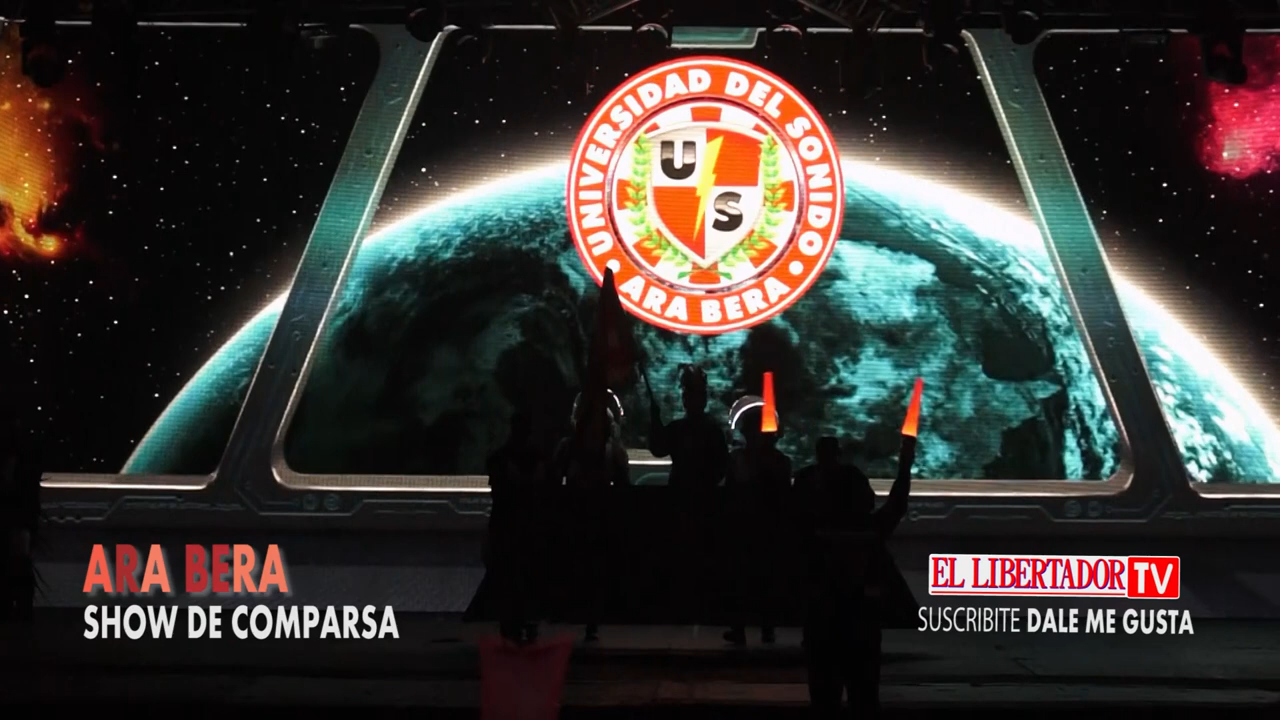 UNIVERSIDAD DEL SONIDO
U
S
• ARA BERA •
ARA BERA
SHOW DE COMPARSA
EL LIBERTADOR TV
SUSCRIBITE DALE ME GUSTA